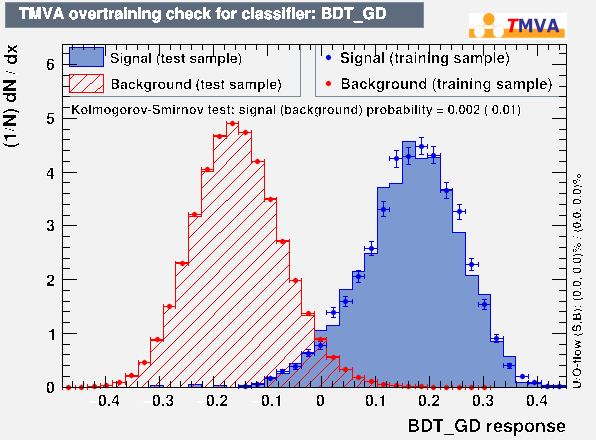 TMVA overtraining check for classifier: BDT_GD
TMVA
Signal (test sample)
Background (test sample)
Signal (training sample)
Background (training sample)
Kolmogorov-Smirnov test: signal (background) probability = 0.002 ( 0.01)
(1/N) dN / dx
6
5
4
3
2
1
0
-0.4 -0.3 -0.2 0.1 0 0.1 0.2 0.3 0.4
BDT_GD response
U/O-flow (S,B): (0.0, 0.0)% / (0.0, 0.0)%